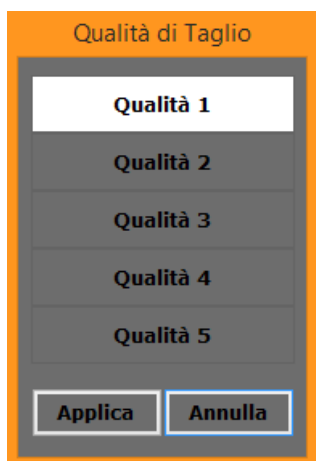 Qualità di Taglio
Qualità 1
Qualità 2
Qualità 3
Qualità 4
Qualità 5
Applica Annulla